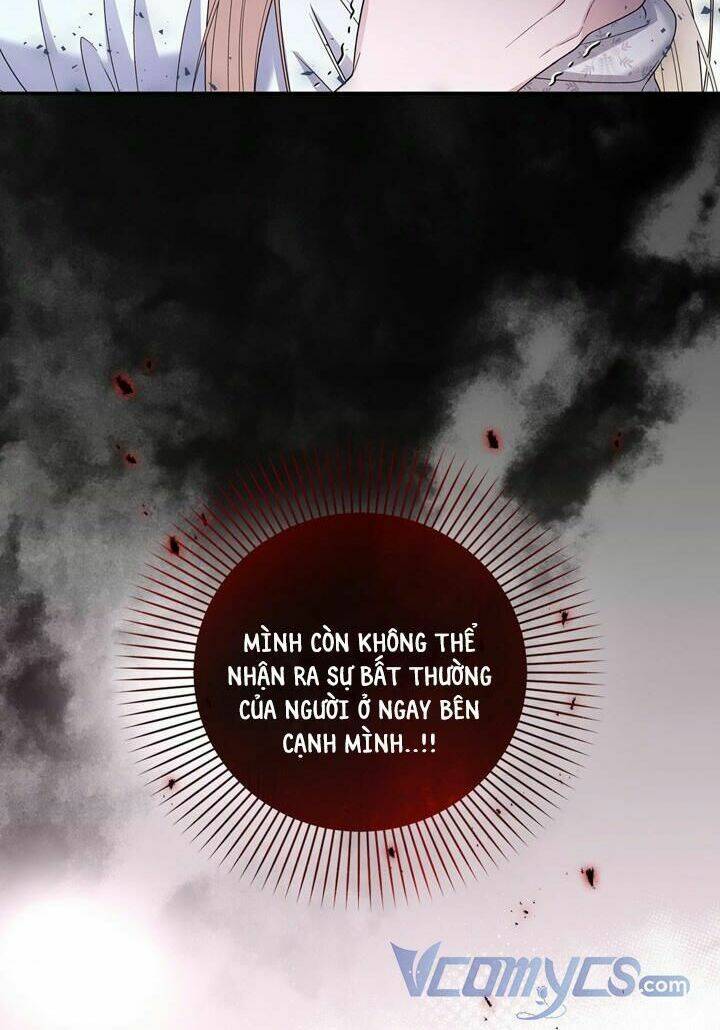 MÌNH CÒN KHÔNG THỂ
NHẬN RA SỰ BẤT THƯỜNG
CỦA NGƯỜI Ở NGAY BÊN
CẠNH MÌNH..!!
VCOMYCS.com